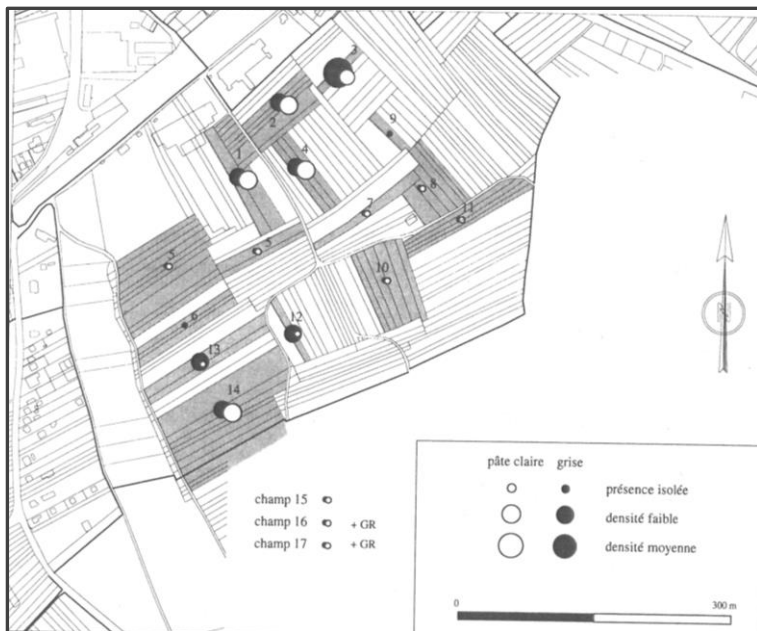 3
2
9
1
4
8
7
11
5
5
10
6
12
13
14
N
pâte claire grise
présence isolée
densité faible
densité moyenne
champ 15
champ 16 + GR
champ 17 + GR
0 300 m